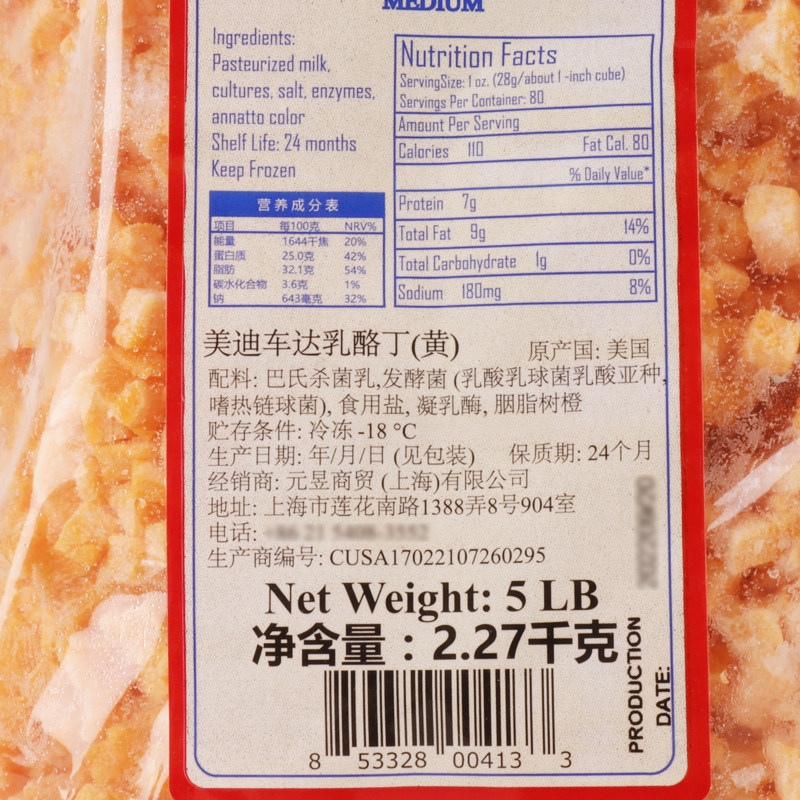 MEDIUM
Ingredients:
Pasteurized milk,
cultures, salt, enzymes,
annatto color
Shelf Life: 24 months
Keep Frozen
Nutrition Facts
ServingSize: 1 oz. (28g/about 1 -inch cube)
Servings Per Container: 80
Amount Per Serving
Calories 110 Fat Cal. 80
% Daily Value*
Protein 7g
Total Fat 9g 14%
Total Carbohydrate 1g 0%
Sodium 180mg 8%
营养成分表
项目 每100克 NRV%
能量 1644千焦 20%
蛋白质 25.0克 42%
脂肪 32.1克 54%
碳水化合物 3.6克 1%
钠 643毫克 32%
美迪车达乳酪丁(黄) 原产国: 美国
配料: 巴氏杀菌乳,发酵菌 (乳酸乳球菌乳酸亚种,
嗜热链球菌), 食用盐, 凝乳酶, 胭脂树橙
贮存条件: 冷冻 -18 °C
生产日期: 年/月/日 (见包装) 保质期: 24个月
经销商: 元昱商贸 (上海)有限公司
地址: 上海市莲花南路1388弄8号904室
电话:
生产商编号: CUSA17022107260295
Net Weight: 5 LB
净含量：2.27千克
PRODUCTION
DATE:
8 53328 00413 3